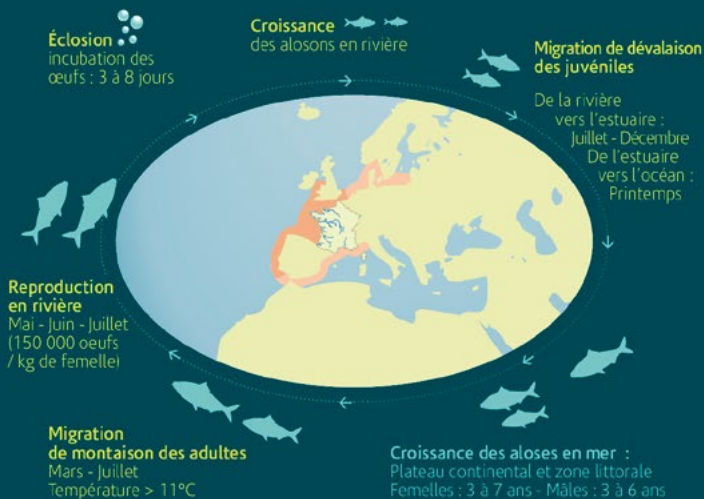 Éclosion
incubation des
œufs : 3 à 8 jours
Croissance
des alosons en rivière
Migration de dévalaison
des juvéniles
De la rivière
vers l'estuaire :
Juillet - Décembre
De l'estuaire
vers l'océan :
Printemps
Reproduction
en rivière
Mai - Juin - Juillet
(150 000 oeufs
/ kg de femelle)
Migration
de montaison des adultes
Mars - Juillet
Température > 11°C
Croissance des aloses en mer :
Plateau continental et zone littorale
Femelles : 3 à 7 ans - Mâles : 3 à 6 ans